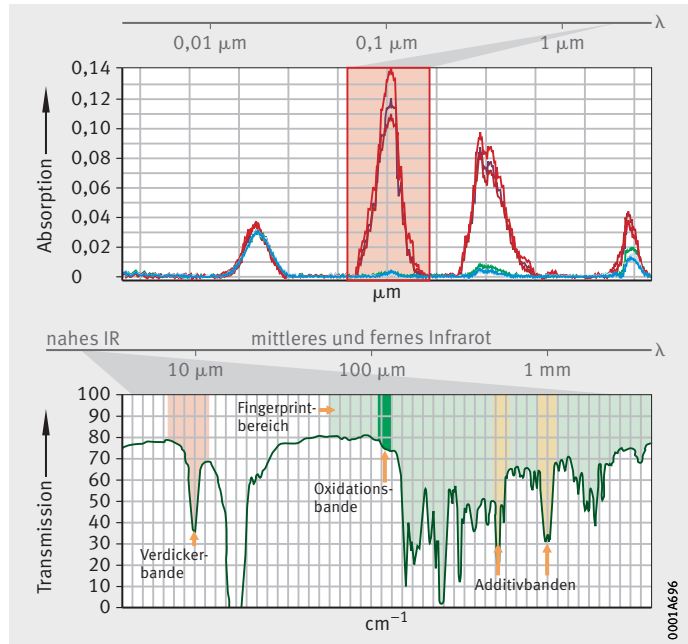 λ
0,01 µm 0,1 µm 1 µm
Absorption
0,14
0,12
0,10
0,08
0,06
0,04
0,02
0
µm
nahes IR mittleres und fernes Infrarot λ
10 µm 100 µm 1 mm
Transmission
100
90
80
70
60
50
40
30
20
10
0
Fingerprint-
bereich
Oxidations-
bande
Verdicker-
bande
Additivbanden
cm⁻¹
0001A696